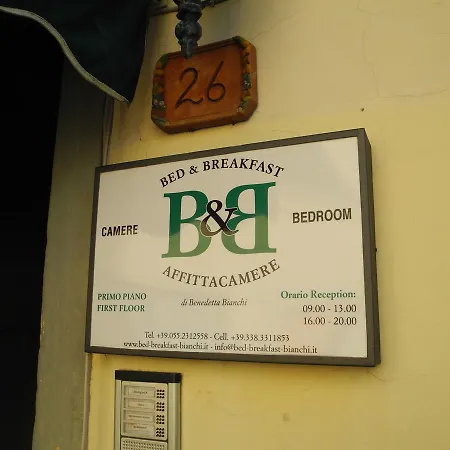 26
BED & BREAKFAST
B&B
CAMERE
BEDROOM
AFFITTACAMERE
di Benedetta Bianchi
PRIMO PIANO
FIRST FLOOR
Orario Reception:
09.00 - 13.00
16.00 - 20.00
Tel. +39.055.2312558 - Cell. +39.338.3311853
www.bed-breakfast-bianchi.it - info@bed-breakfast-bianchi.it